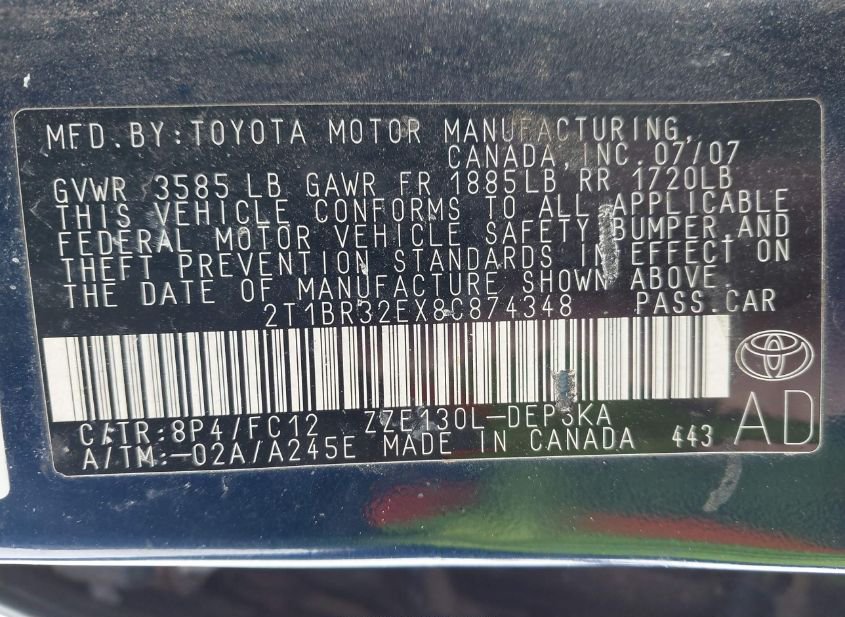 MFD.BY:TOYOTA MOTOR MANUFACTURING,
CANADA,INC. 07/07
GVWR 3585LB GAWR FR 1885LB RR 1720LB
THIS VEHICLE CONFORMS TO ALL APPLICABLE
FEDERAL MOTOR VEHICLE SAFETY,BUMPER,AND
THEFT PREVENTION STANDARDS IN EFFECT ON
THE DATE OF MANUFACTURE SHOWN ABOVE.
2T1BR32EX8C874348 PASS.CAR
C/TR:8P4/FC12 ZZE130L-DEPSKA
A/TM:-02A/A245E MADE IN CANADA 443 AD